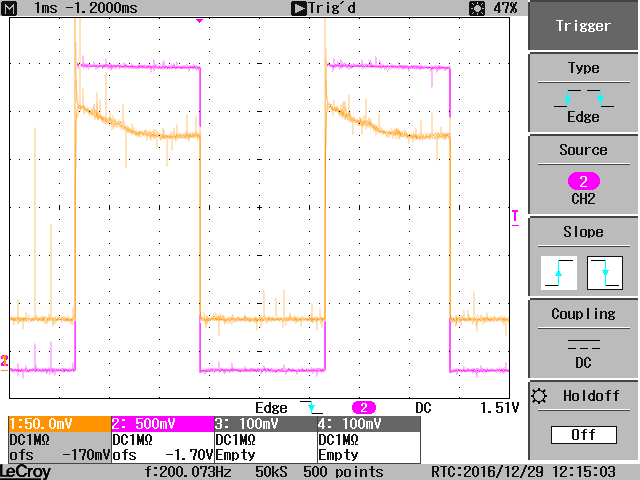 M 1ms -1.2000ms Trig'd 47%
Trigger
Type
Edge
Source
2
CH2
T
Slope
Coupling
DC
2
Edge 2 DC 1.51V
Holdoff
Off
1:50.0mV 2: 500mV 3: 100mV 4: 100mV
DC1MΩ DC1MΩ DC1MΩ DC1MΩ
ofs -170mV ofs -1.70V Empty Empty
LeCroy f:200.073Hz 50kS 500 points RTC:2016/12/29 12:15:03